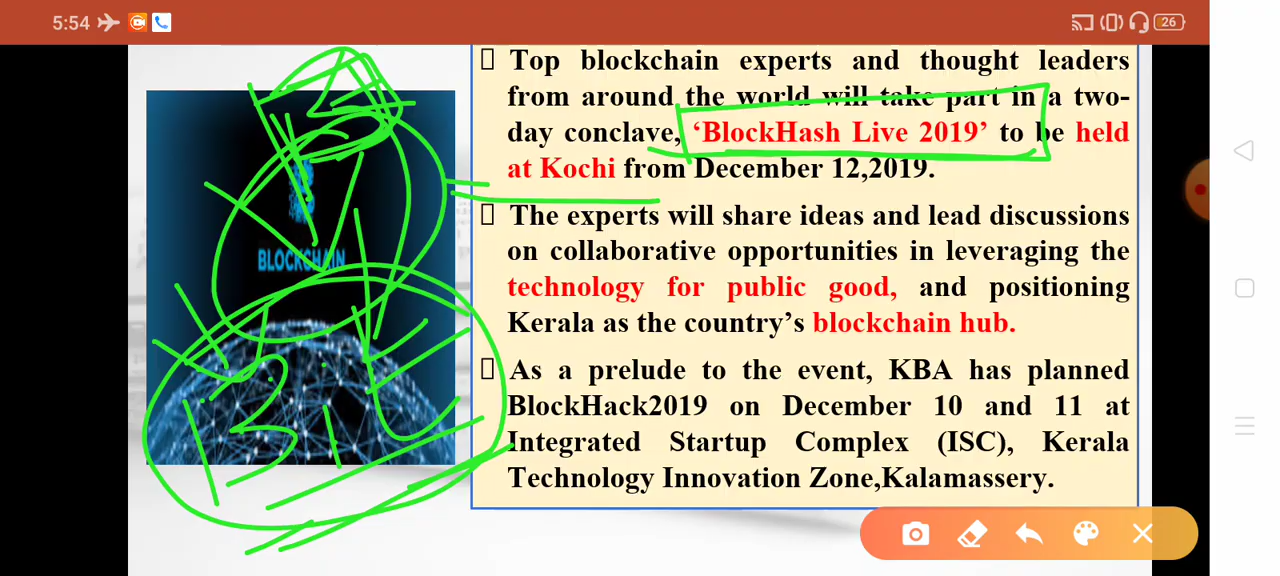 5:54
26
Top blockchain experts and thought leaders
from around the world will take part in a two-
day conclave, ‘BlockHash Live 2019’ to be held
at Kochi from December 12,2019.
The experts will share ideas and lead discussions
on collaborative opportunities in leveraging the
technology for public good, and positioning
Kerala as the country’s blockchain hub.
As a prelude to the event, KBA has planned
BlockHack2019 on December 10 and 11 at
Integrated Startup Complex (ISC), Kerala
Technology Innovation Zone,Kalamassery.
BLOCKCHAIN